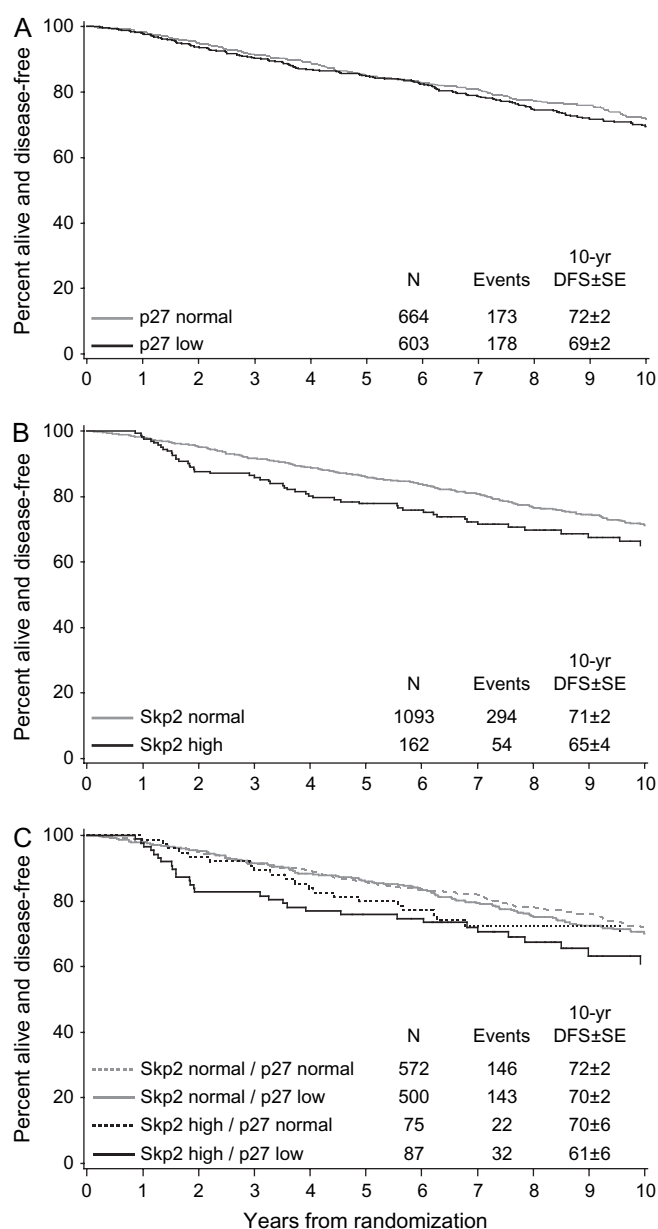 A
Percent alive and disease-free
100
80
60
40
20
0
10-yr
N Events DFS±SE
p27 normal 664 173 72±2
p27 low 603 178 69±2
0 1 2 3 4 5 6 7 8 9 10
B
Percent alive and disease-free
100
80
60
40
20
0
10-yr
N Events DFS±SE
Skp2 normal 1093 294 71±2
Skp2 high 162 54 65±4
0 1 2 3 4 5 6 7 8 9 10
C
Percent alive and disease-free
100
80
60
40
20
0
10-yr
N Events DFS±SE
Skp2 normal / p27 normal 572 146 72±2
Skp2 normal / p27 low 500 143 70±2
Skp2 high / p27 normal 75 22 70±6
Skp2 high / p27 low 87 32 61±6
0 1 2 3 4 5 6 7 8 9 10
Years from randomization